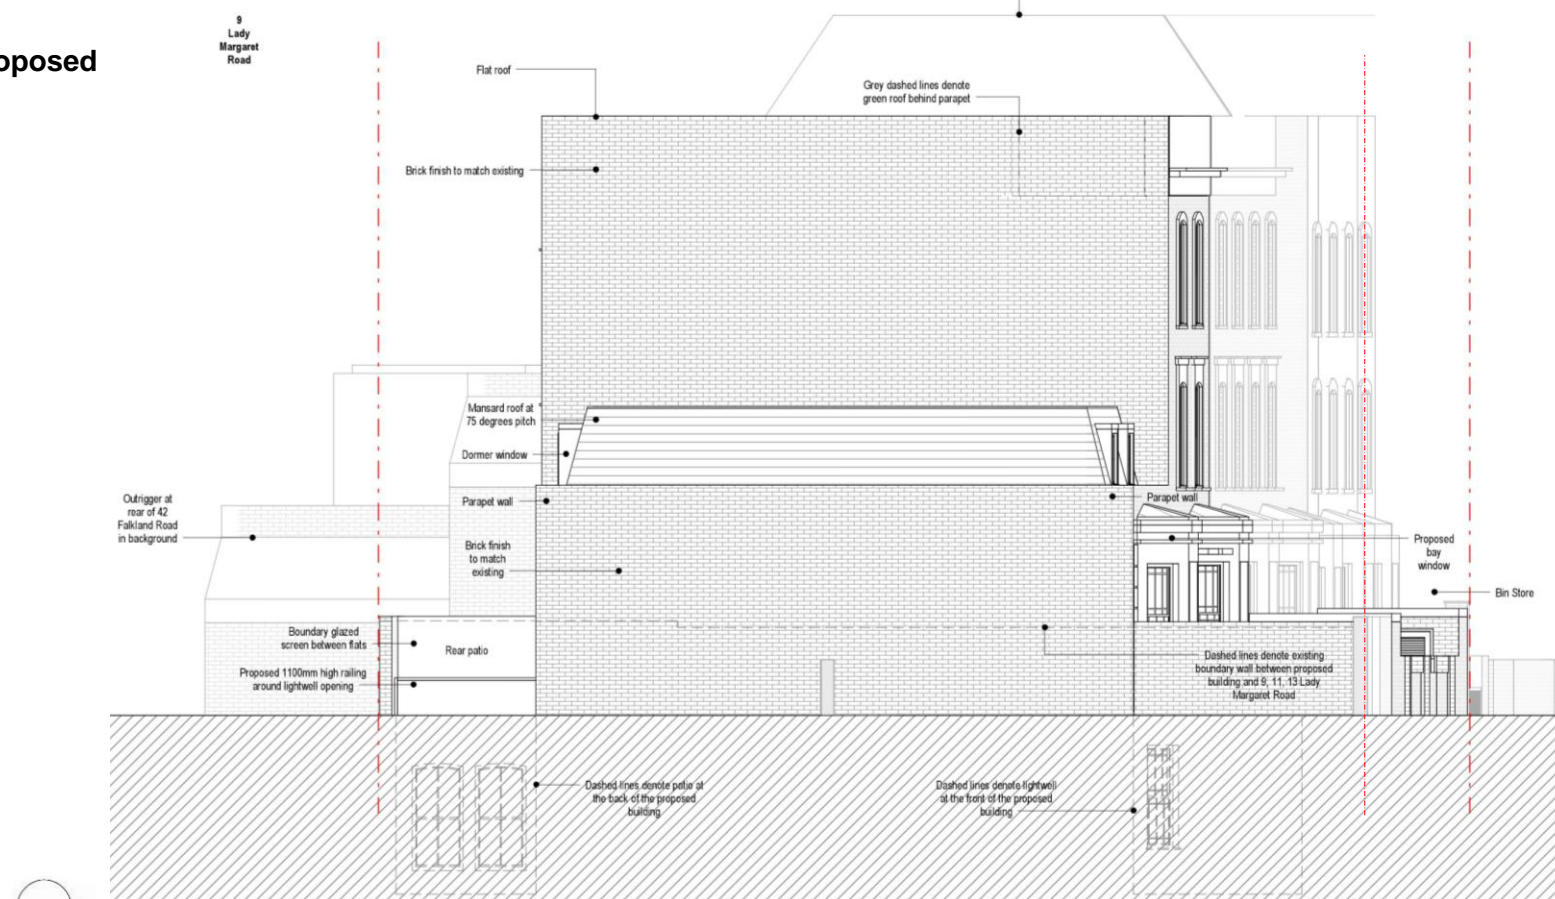 9
Lady
Margaret
Road
oposed
Flat roof
Grey dashed lines denote
green roof behind parapet
Brick finish to match existing
Mansard roof at
75 degrees pitch
Dormer window
Parapet wall
Parapet wall
Outrigger at
rear of 42
Falkland Road
in background
Brick finish
to match
existing
Proposed
bay
window
Bin Store
Boundary glazed
screen between flats
Rear patio
Proposed 1100mm high railing
around lightwell opening
Dashed lines denote existing
boundary wall between proposed
building and 9, 11, 13 Lady
Margaret Road
Dashed lines denote patio at
the back of the proposed
building
Dashed lines denote lightwell
at the front of the proposed
building